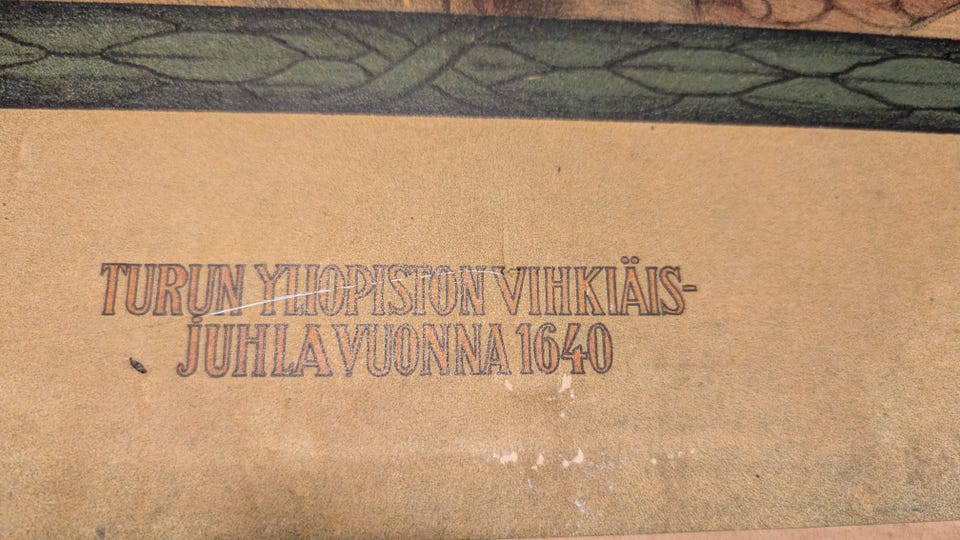 TURUN YLIOPISTON VIHKIÄIS-
JUHLA VUONNA 1640